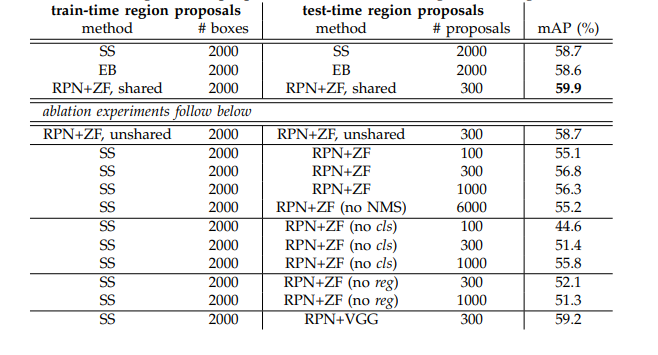 train-time region proposals test-time region proposals
method # boxes method # proposals mAP (%)
SS 2000 SS 2000 58.7
EB 2000 EB 2000 58.6
RPN+ZF, shared 2000 RPN+ZF, shared 300 59.9
ablation experiments follow below
RPN+ZF, unshared 2000 RPN+ZF, unshared 300 58.7
SS 2000 RPN+ZF 100 55.1
SS 2000 RPN+ZF 300 56.8
SS 2000 RPN+ZF 1000 56.3
SS 2000 RPN+ZF (no NMS) 6000 55.2
SS 2000 RPN+ZF (no cls) 100 44.6
SS 2000 RPN+ZF (no cls) 300 51.4
SS 2000 RPN+ZF (no cls) 1000 55.8
SS 2000 RPN+ZF (no reg) 300 52.1
SS 2000 RPN+ZF (no reg) 1000 51.3
SS 2000 RPN+VGG 300 59.2